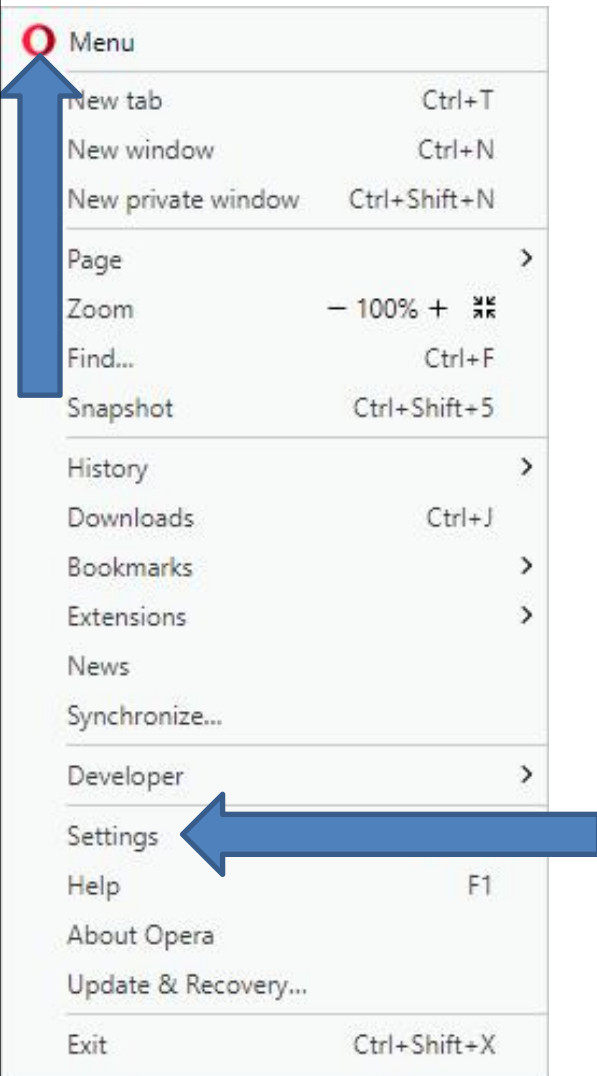 Menu
New tab Ctrl+T
New window Ctrl+N
New private window Ctrl+Shift+N
Page
Zoom − 100% +
Find... Ctrl+F
Snapshot Ctrl+Shift+5
History
Downloads Ctrl+J
Bookmarks
Extensions
News
Synchronize...
Developer
Settings
Help F1
About Opera
Update & Recovery...
Exit Ctrl+Shift+X